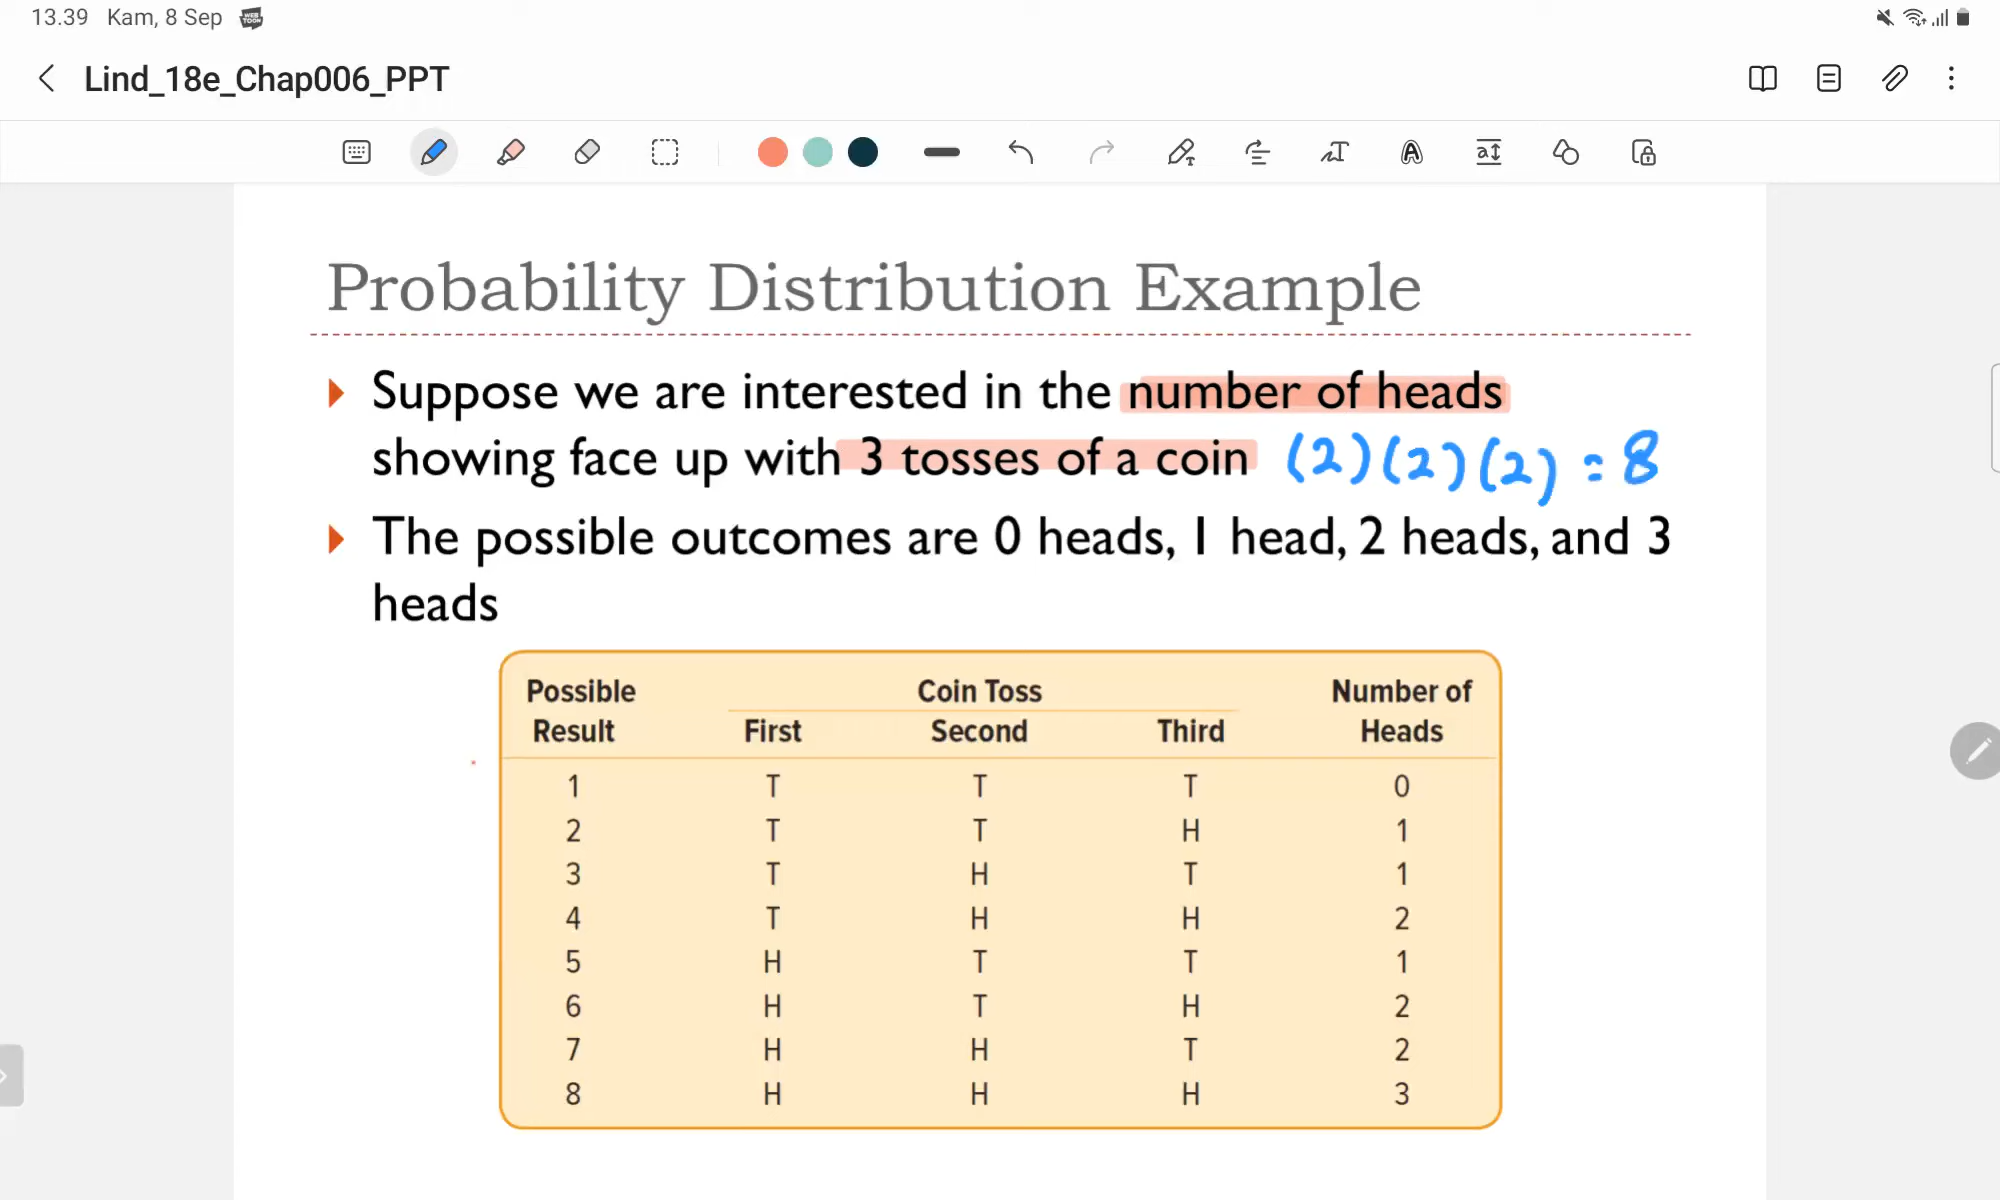 13.39 Kam, 8 Sep WEB TOON
Lind_18e_Chap006_PPT
Probability Distribution Example
Suppose we are interested in the number of heads
showing face up with 3 tosses of a coin (2)(2)(2) = 8
The possible outcomes are 0 heads, 1 head, 2 heads, and 3
heads
Possible Coin Toss Number of
Result First Second Third Heads
1 T T T 0
2 T T H 1
3 T H T 1
4 T H H 2
5 H T T 1
6 H T H 2
7 H H T 2
8 H H H 3